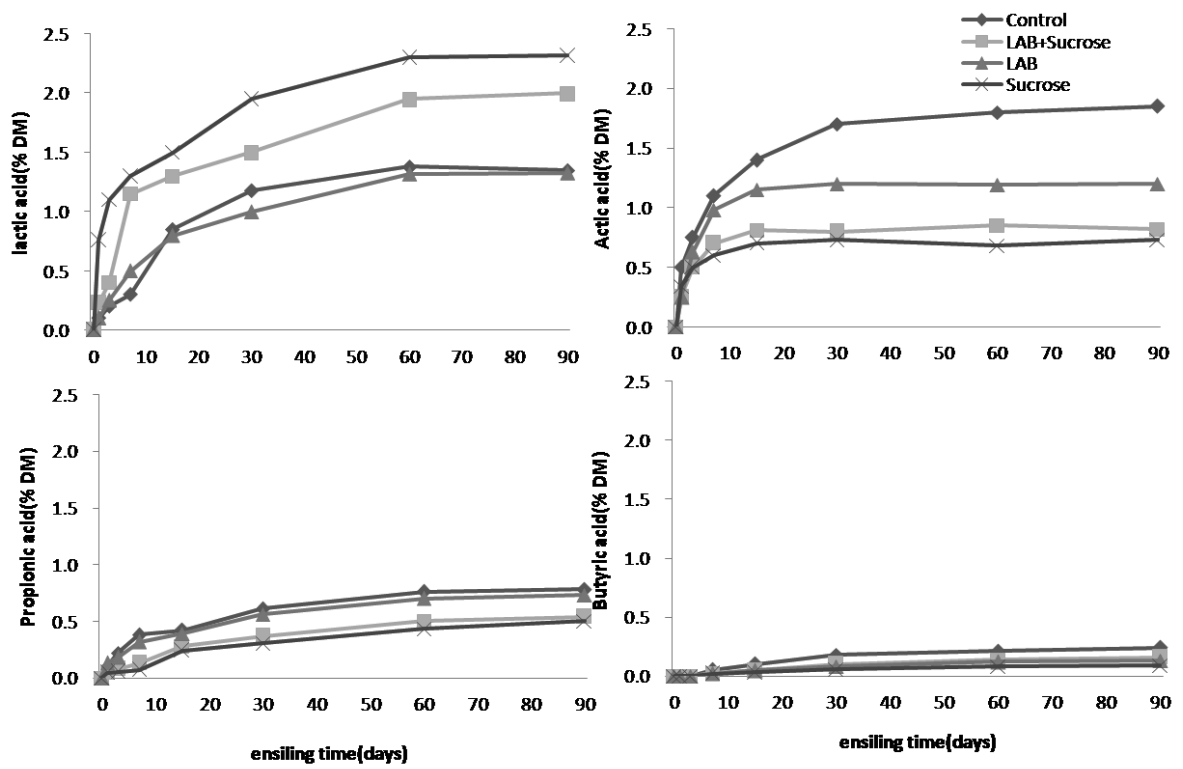 lactic acid(% DM)
2.5
2.0
1.5
1.0
0.5
0.0
0 10 20 30 40 50 60 70 80 90
Actic acid(% DM)
2.5
2.0
1.5
1.0
0.5
0.0
0 10 20 30 40 50 60 70 80 90
Control
LAB+Sucrose
LAB
Sucrose
Propionic acid(% DM)
2.5
2.0
1.5
1.0
0.5
0.0
0 10 20 30 40 50 60 70 80 90
ensiling time(days)
Butyric acid(% DM)
2.5
2.0
1.5
1.0
0.5
0.0
0 10 20 30 40 50 60 70 80 90
ensiling time(days)